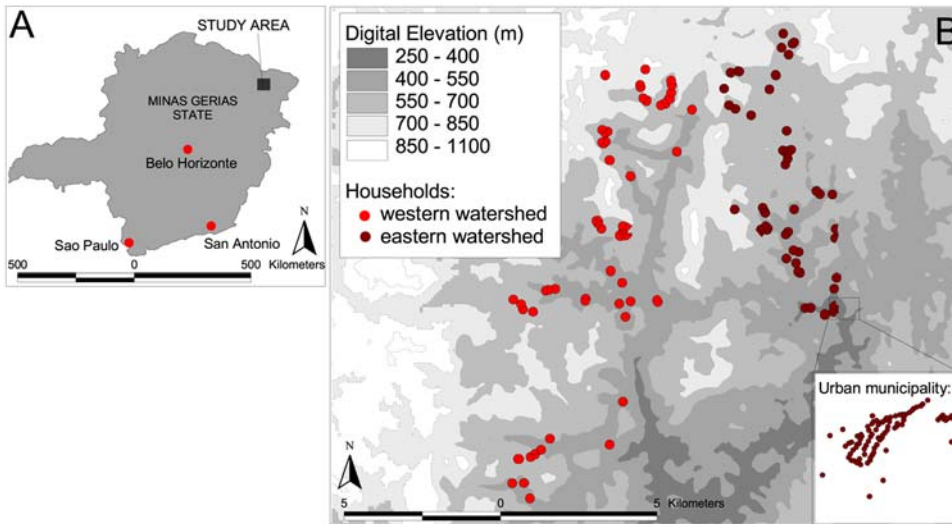 A
STUDY AREA
MINAS GERIAS
STATE
Belo Horizonte
Sao Paulo
San Antonio
N
500
0
500
Kilometers
B
Digital Elevation (m)
250 - 400
400 - 550
550 - 700
700 - 850
850 - 1100
Households:
western watershed
eastern watershed
Urban municipality:
N
5
0
5
Kilometers